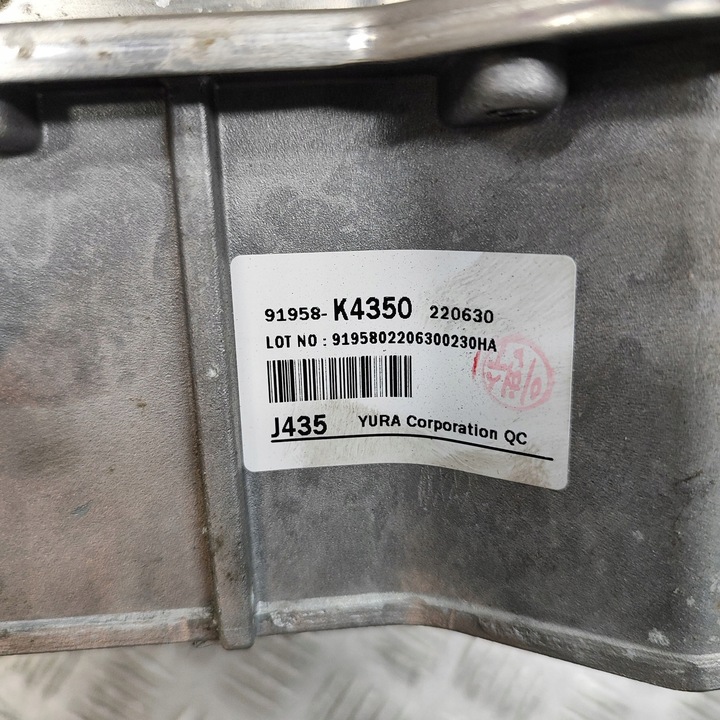 91958-K4350 220630
LOT NO : 9195802206300230HA
J435 YURA Corporation QC